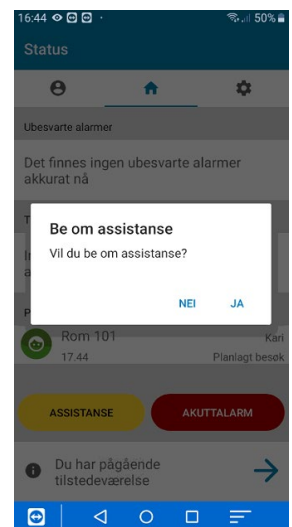 16:44 50%
Status
Ubesvarte alarmer
Det finnes ingen ubesvarte alarmer
akkurat nå
T
Be om assistanse
Vil du be om assistanse?
I
a
NEI JA
P
Rom 101 Kari
17.44 Planlagt besøk
ASSISTANSE AKUTTALARM
Du har pågående
tilstedeværelse